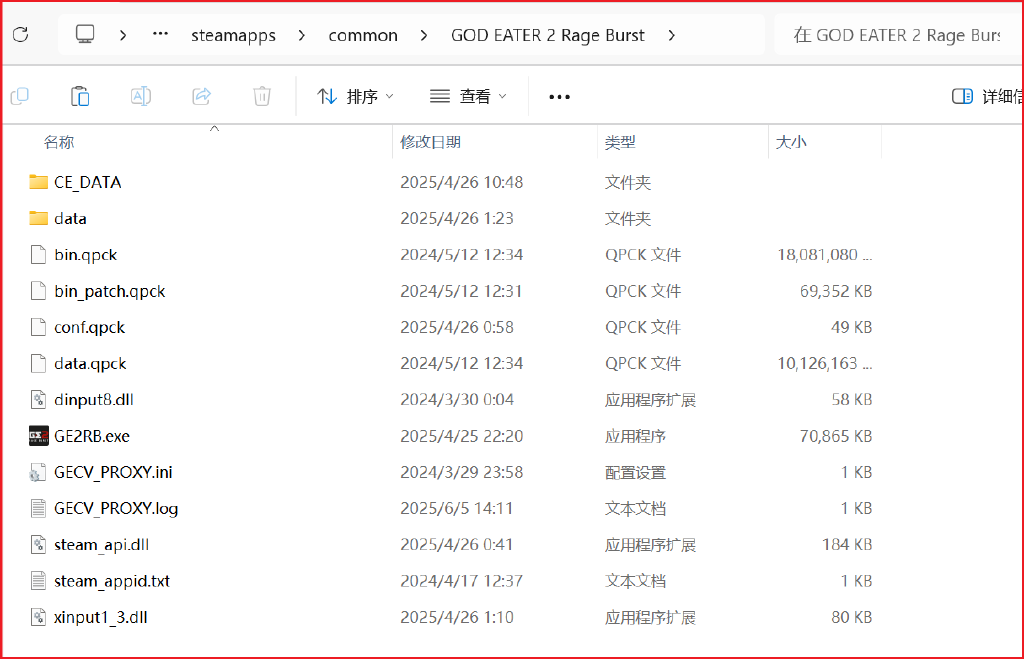 steamapps > common > GOD EATER 2 Rage Burst > 在 GOD EATER 2 Rage Burs
排序 查看 详细信
名称 修改日期 类型 大小
CE_DATA 2025/4/26 10:48 文件夹
data 2025/4/26 1:23 文件夹
bin.qpck 2024/5/12 12:34 QPCK 文件 18,081,080 ...
bin_patch.qpck 2024/5/12 12:31 QPCK 文件 69,352 KB
conf.qpck 2025/4/26 0:58 QPCK 文件 49 KB
data.qpck 2024/5/12 12:34 QPCK 文件 10,126,163 ...
dinput8.dll 2024/3/30 0:04 应用程序扩展 58 KB
GE2RB.exe 2025/4/25 22:20 应用程序 70,865 KB
GECV_PROXY.ini 2024/3/29 23:58 配置设置 1 KB
GECV_PROXY.log 2025/6/5 14:11 文本文档 1 KB
steam_api.dll 2025/4/26 0:41 应用程序扩展 184 KB
steam_appid.txt 2024/4/17 12:37 文本文档 1 KB
xinput1_3.dll 2025/4/26 1:10 应用程序扩展 80 KB